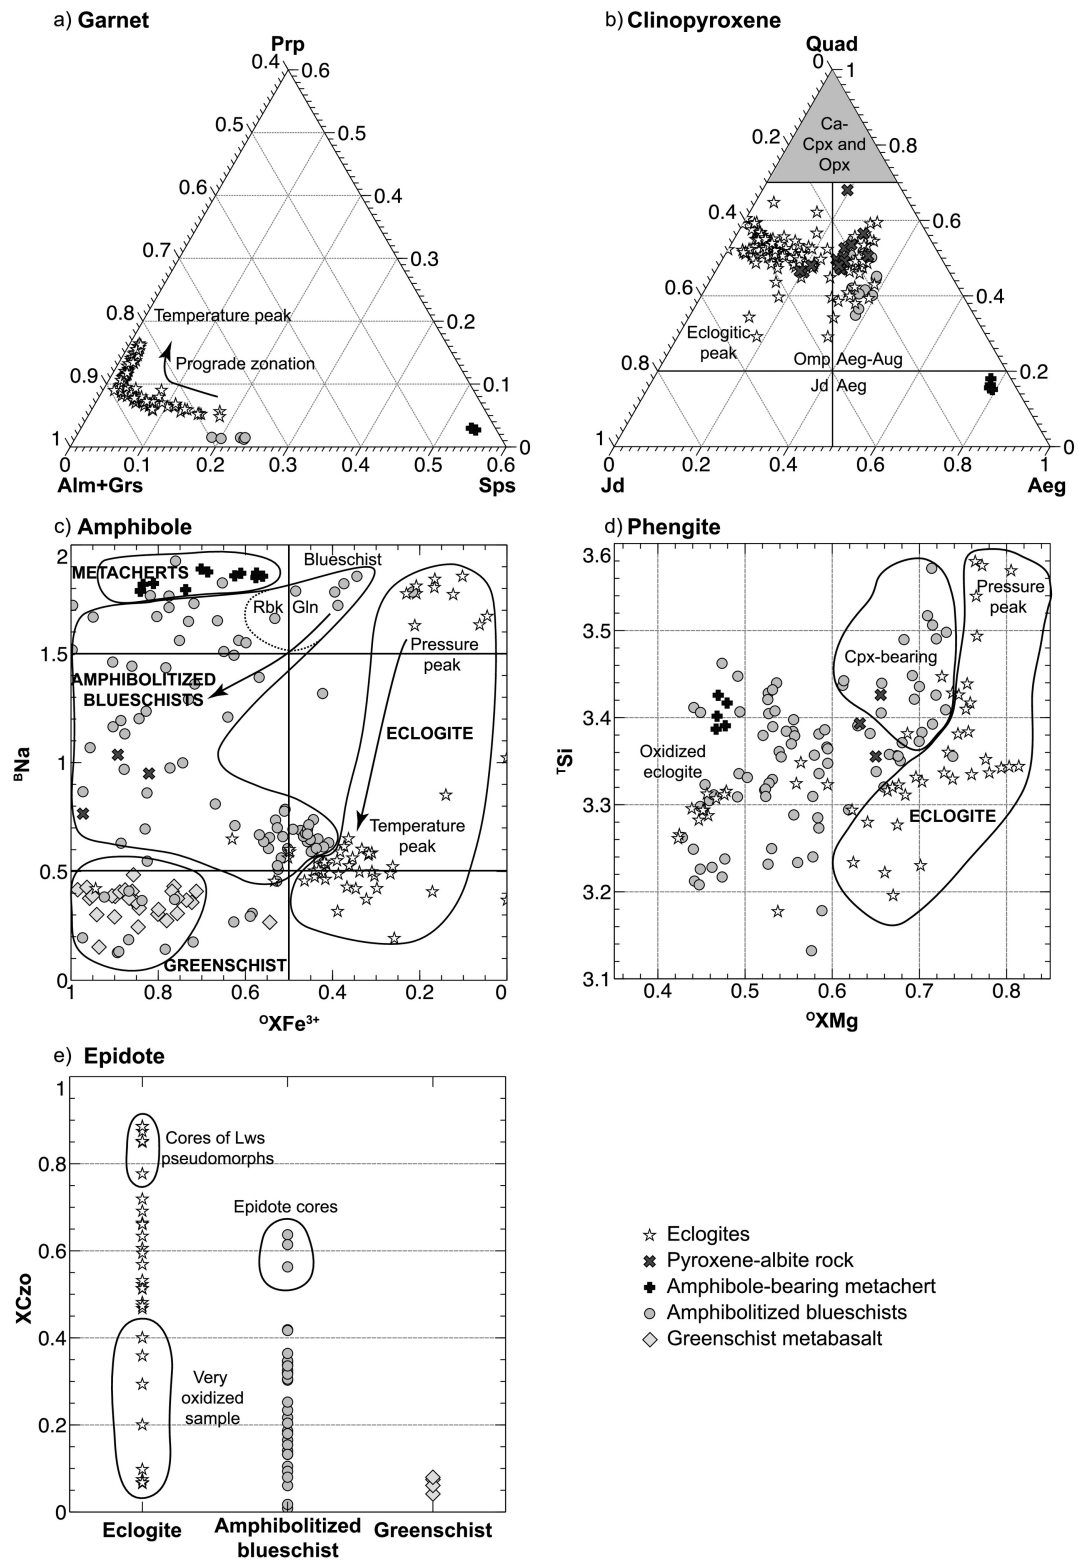 a) Garnet
Prp
0.4
0.6
0.5
0.5
0.6
0.4
0.7
0.3
0.8
Temperature peak
0.2
Prograde zonation
0.9
0.1
1
0
0
0.1
0.2
0.3
0.4
0.5
0.6
Alm+Grs
Sps
b) Clinopyroxene
Quad
0
1
Ca-
Cpx and
Opx
0.2
0.8
0.4
0.6
0.6
0.4
Eclogitic
peak
0.8
Omp Aeg-Aug
0.2
Jd Aeg
1
0
0
0.2
0.4
0.6
0.8
1
Jd
Aeg
c) Amphibole
2
METACHERTS
Blueschist
Rbk Gln
1.5
Pressure
peak
AMPHIBOLITIZED
BLUESCHISTS
ECLOGITE
BNa
1
Temperature
peak
0.5
GREENSCHIST
0
1
0.8
0.6
0.4
0.2
0
OXFe3+
d) Phengite
3.6
Pressure
peak
3.5
Cpx-bearing
3.4
TSi
Oxidized
eclogite
3.3
ECLOGITE
3.2
3.1
0.4
0.5
0.6
0.7
0.8
OXMg
e) Epidote
1
Cores of Lws
pseudomorphs
0.8
Epidote cores
0.6
XCzo
0.4
Very
oxidized
sample
0.2
0
Eclogite
Amphibolitized
blueschist
Greenschist
Eclogites
Pyroxene-albite rock
Amphibole-bearing metachert
Amphibolitized blueschists
Greenschist metabasalt